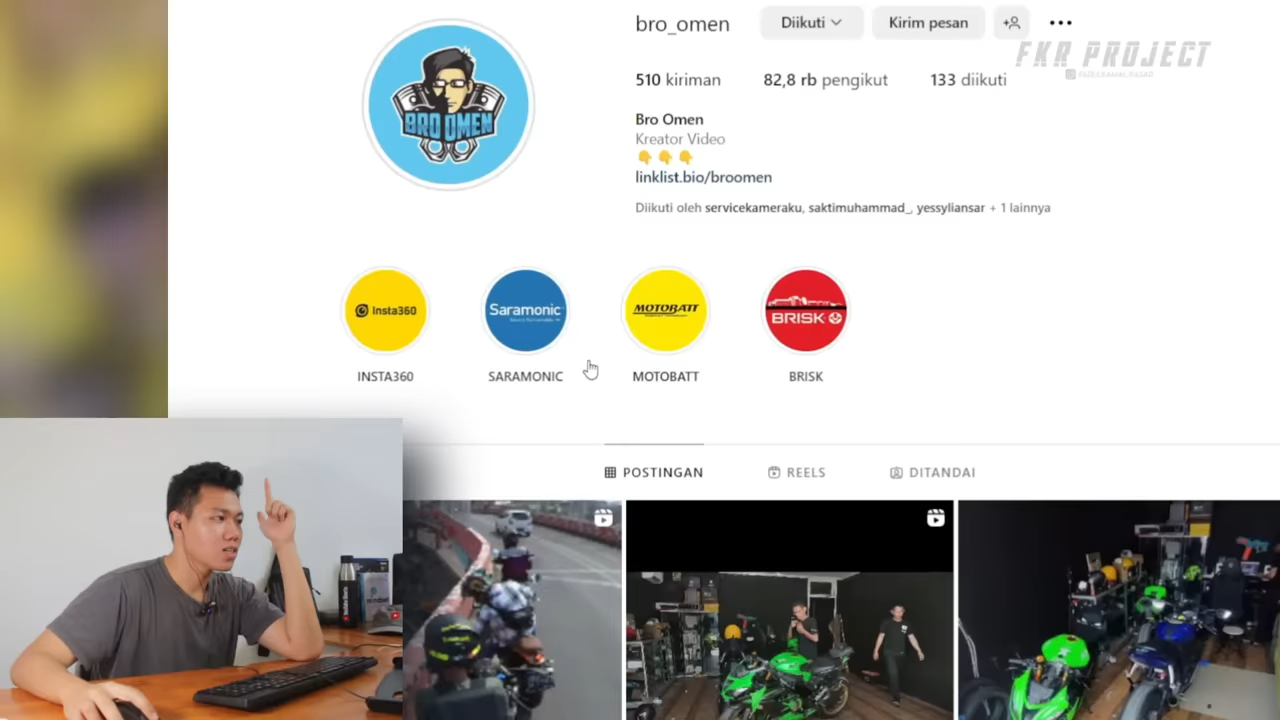 bro_omen
Diikuti
Kirim pesan
FKR PROJECT
510 kiriman
82,8 rb pengikut
133 diikuti
Bro Omen
Kreator Video
👇👇👇
linklist.bio/broomen
Diikuti oleh servicekameraku, saktimuhammad_, yessyliansar + 1 lainnya
BRO OMEN
Insta360
Saramonic
MOTOBATT
BRISK
INSTA360
SARAMONIC
MOTOBATT
BRISK
POSTINGAN
REELS
DITANDAI